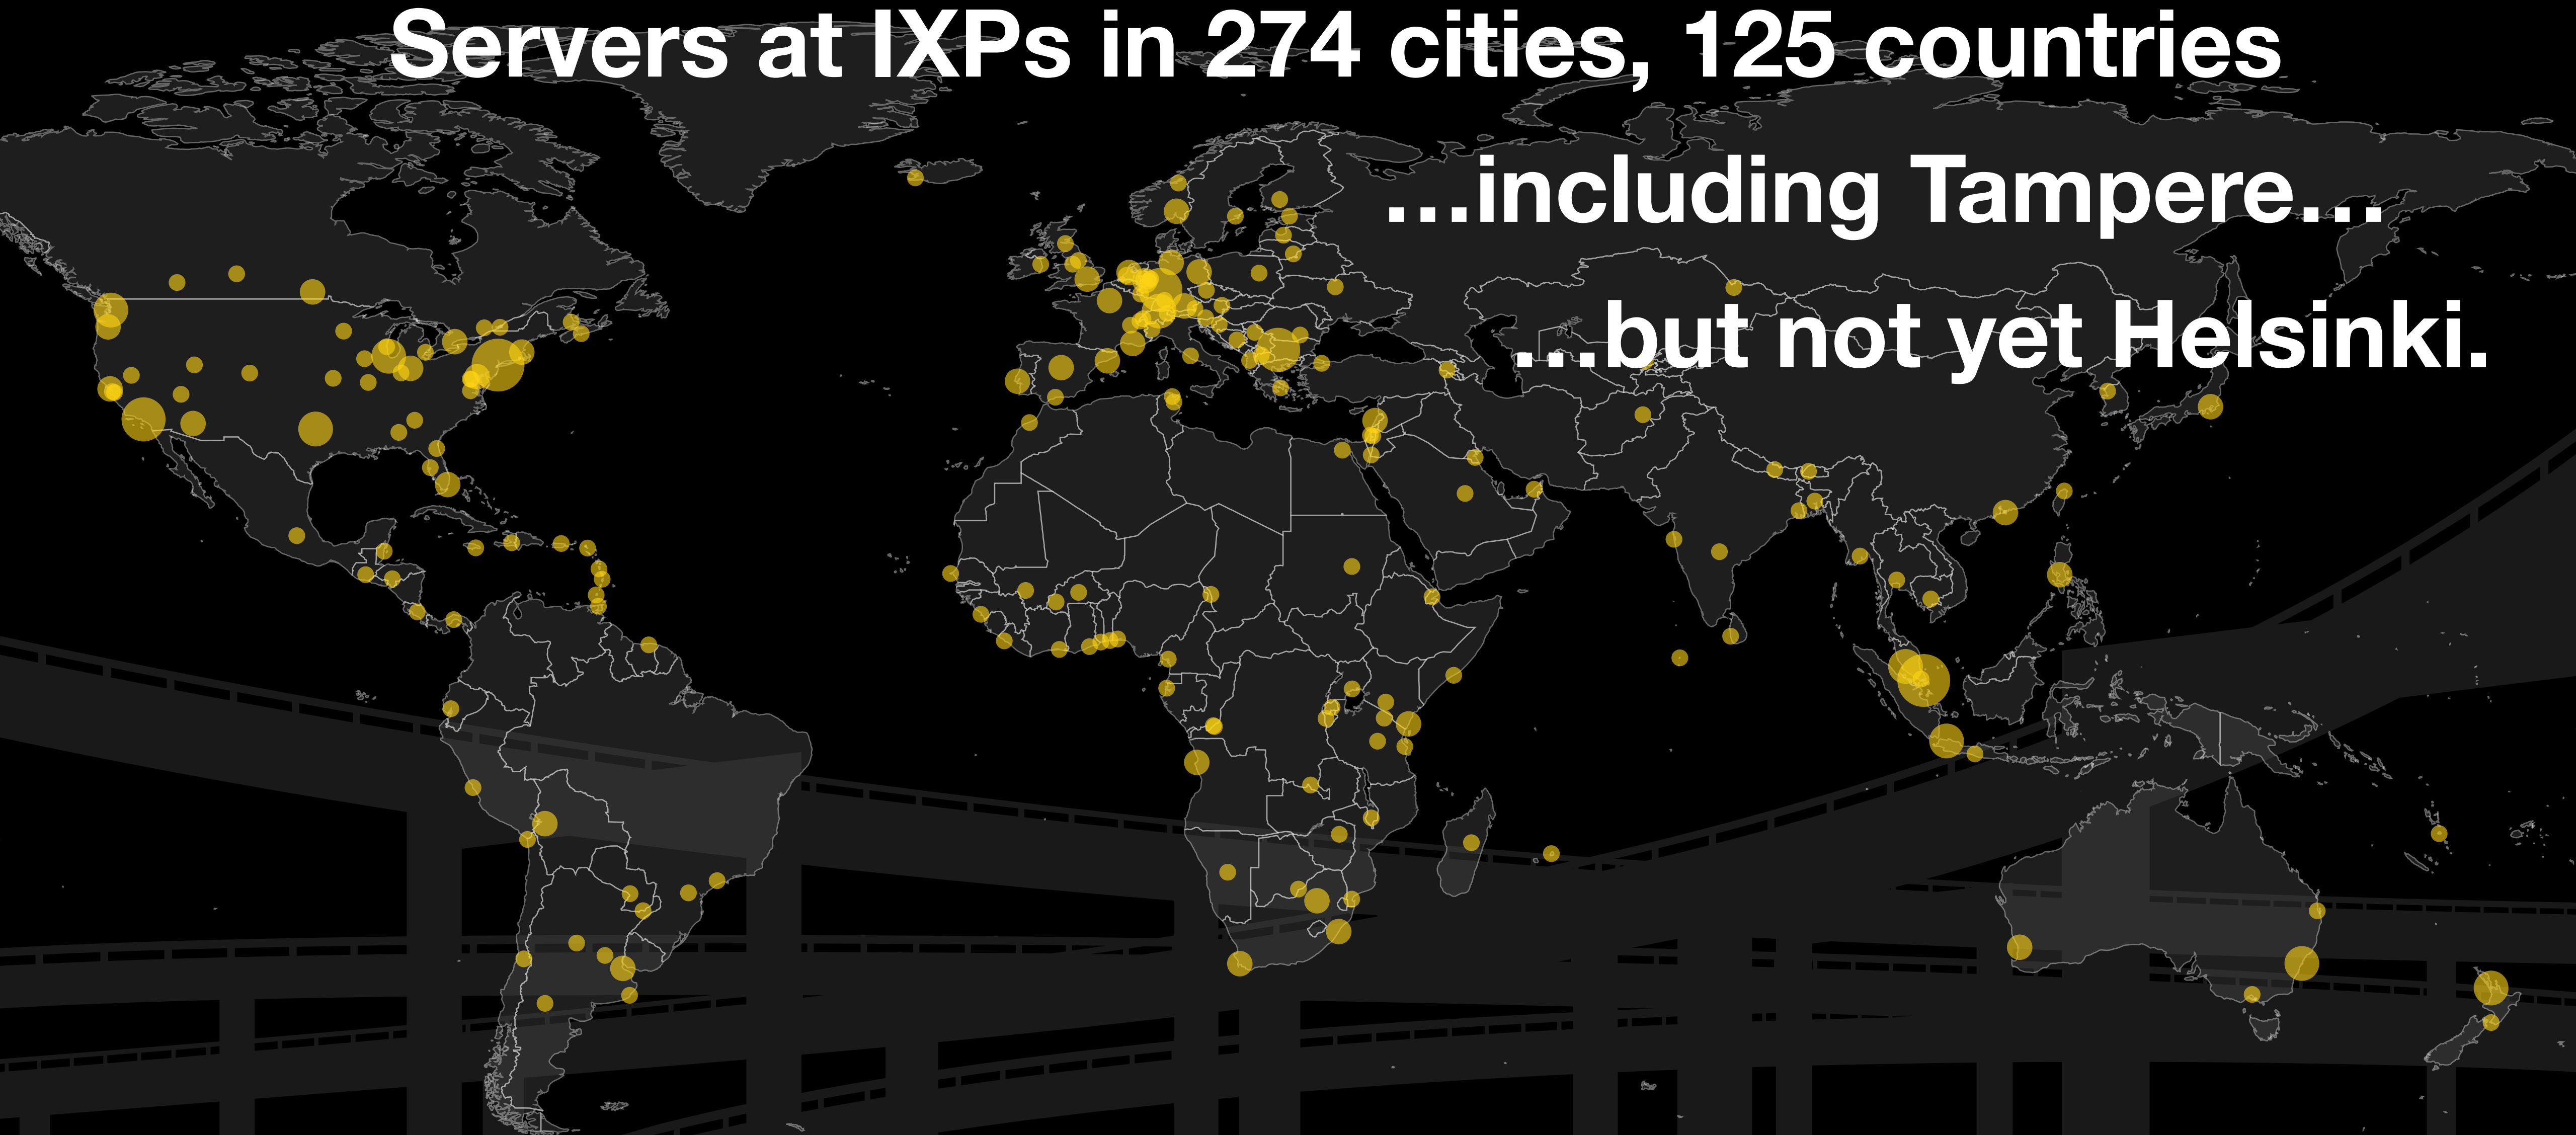 Servers at IXPs in 274 cities, 125 countries
…including Tampere…
…but not yet Helsinki.